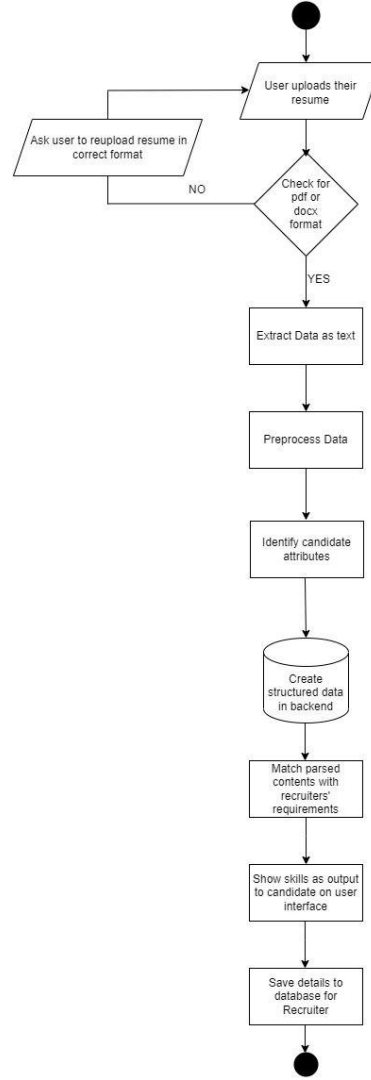 User uploads their
resume
Ask user to reupload resume in
correct format
NO
Check for
pdf or
docx
format
YES
Extract Data as text
Preprocess Data
Identify candidate
attributes
Create
structured data
in backend
Match parsed
contents with
recruiters'
requirements
Show skills as output
to candidate on user
interface
Save details to
database for
Recruiter